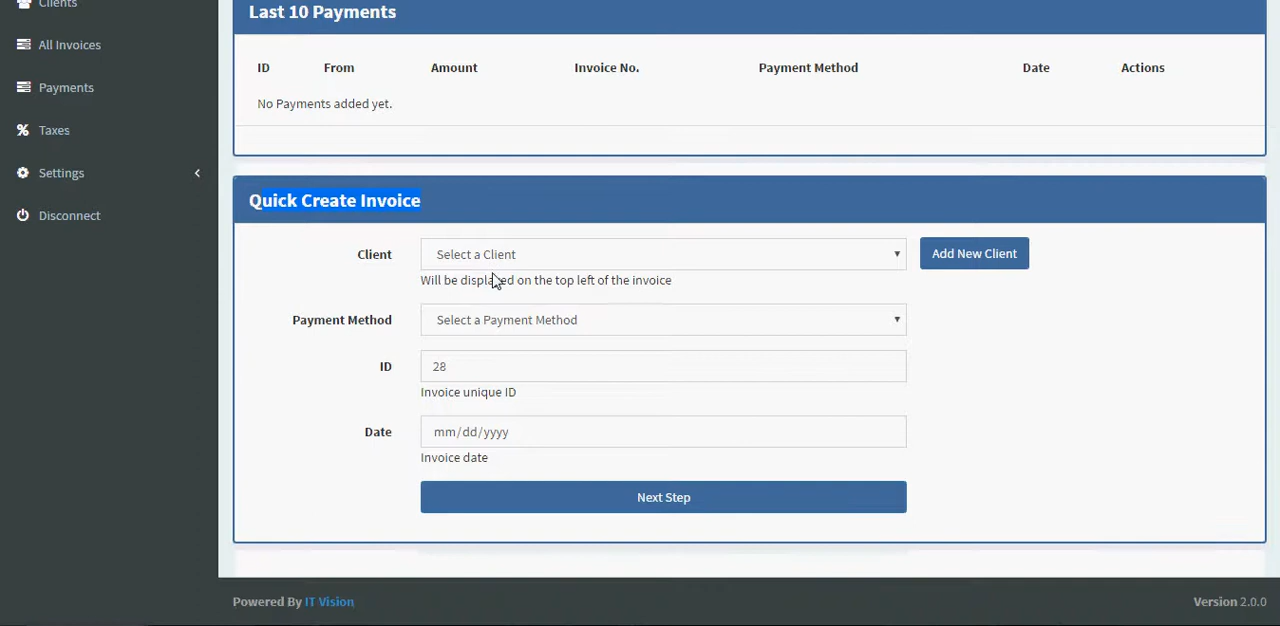 Clients
All Invoices
Payments
Taxes
Settings
Disconnect
Last 10 Payments
ID From Amount Invoice No. Payment Method Date Actions
No Payments added yet.
Quick Create Invoice
Client Select a Client Add New Client
Will be displayed on the top left of the invoice
Payment Method Select a Payment Method
ID 28
Invoice unique ID
Date mm/dd/yyyy
Invoice date
Next Step
Powered By IT Vision Version 2.0.0